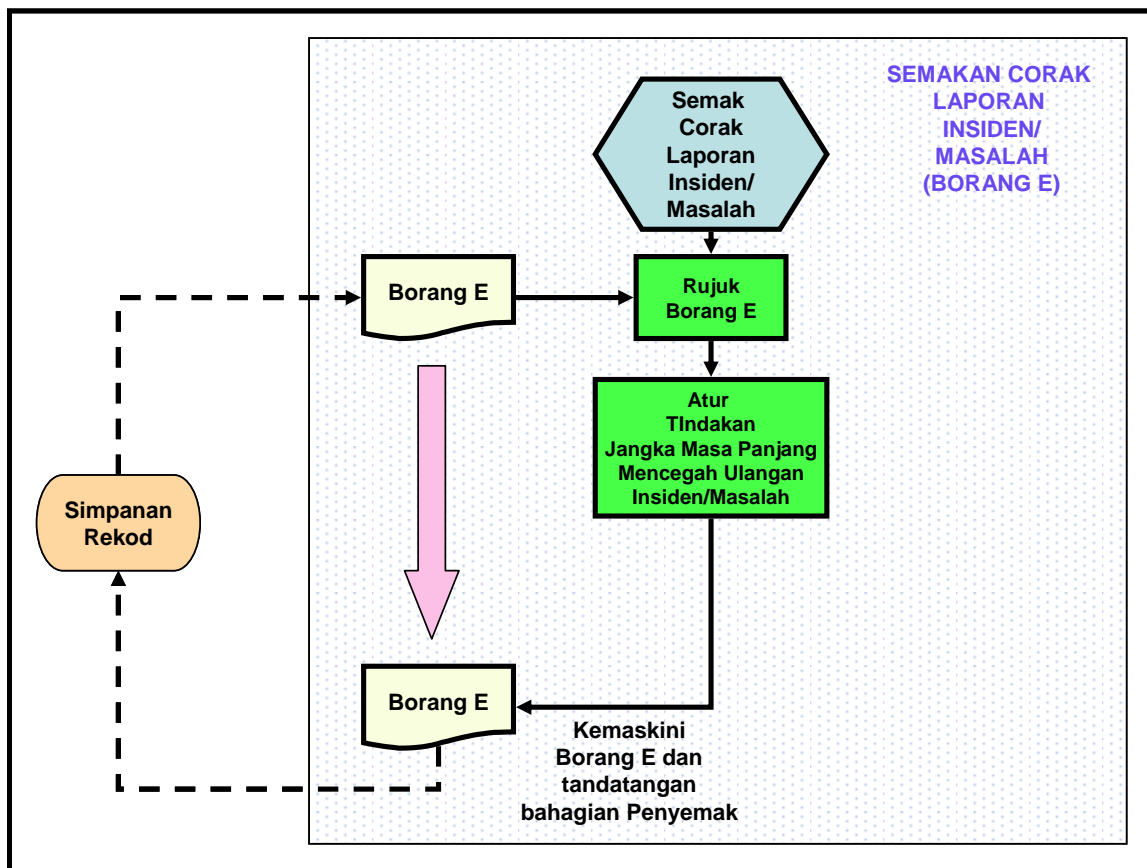 SEMAKAN CORAK
LAPORAN
INSIDEN/
MASALAH
(BORANG E)
Semak
Corak
Laporan
Insiden/
Masalah
Borang E
Rujuk
Borang E
Atur
TIndakan
Jangka Masa Panjang
Mencegah Ulangan
Insiden/Masalah
Simpanan
Rekod
Borang E
Kemaskini
Borang E dan
tandatangan
bahagian Penyemak